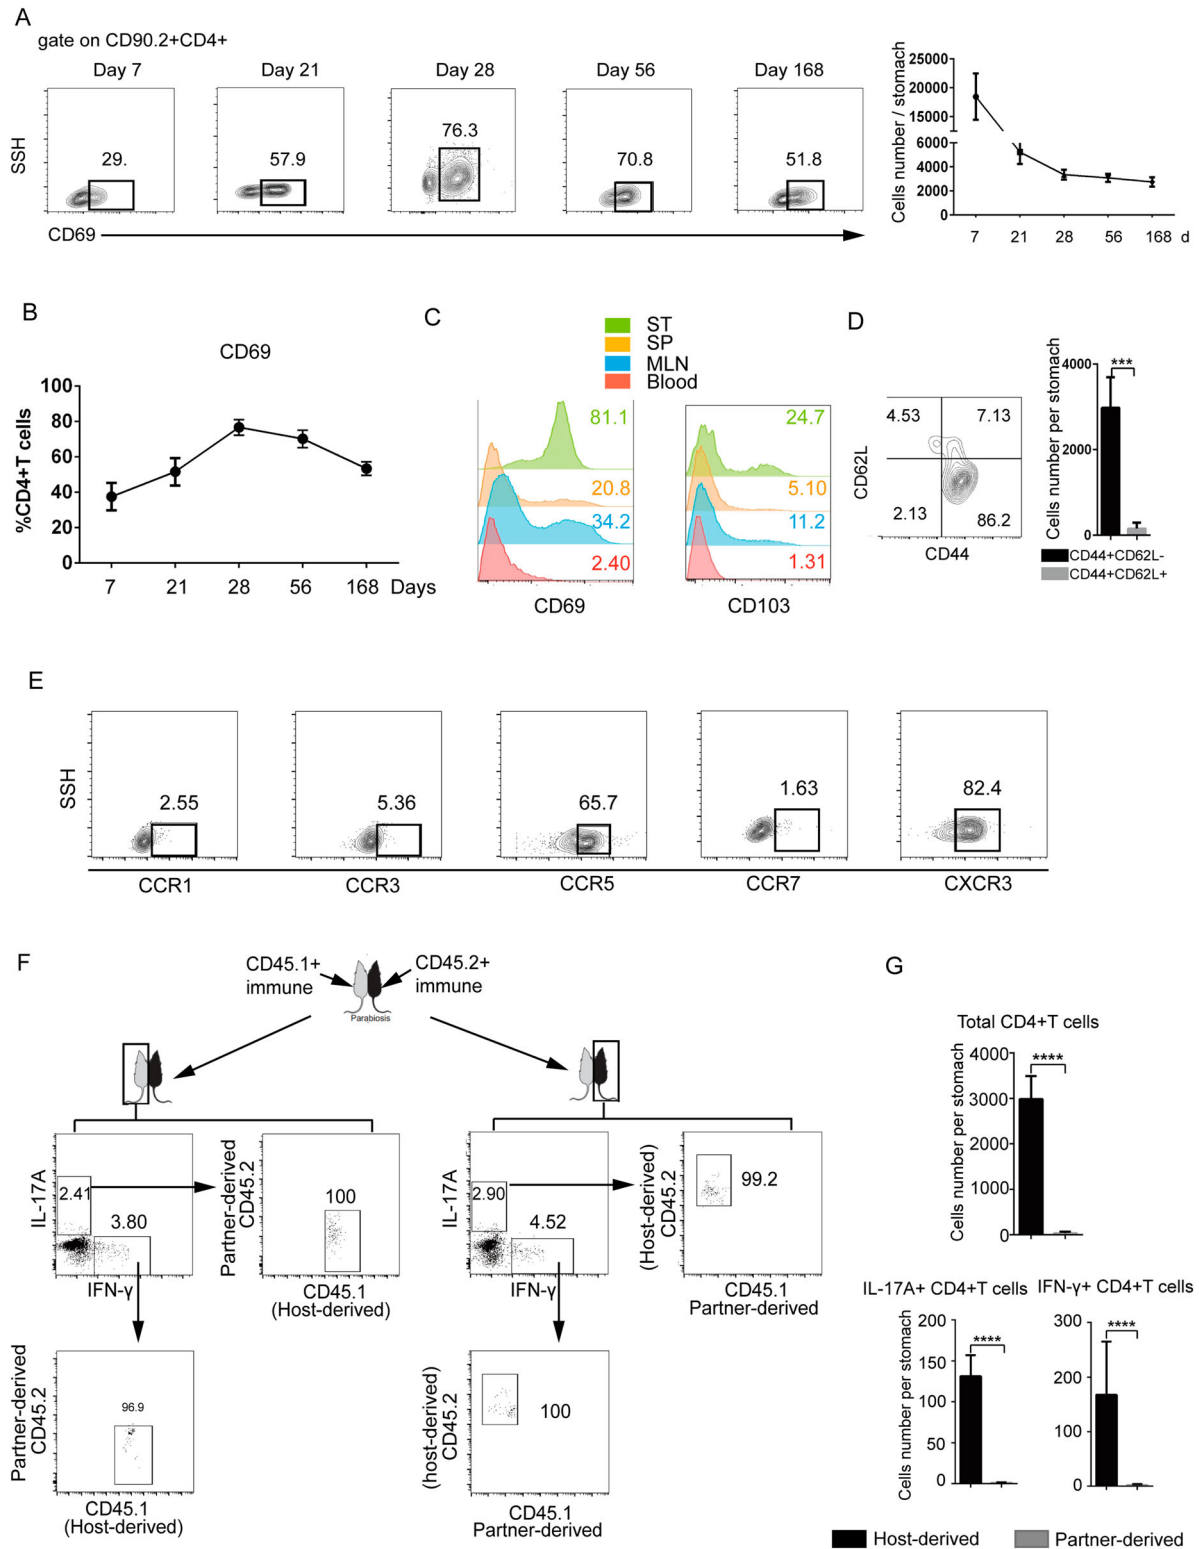 A
gate on CD90.2+CD4+
Day 7
Day 21
Day 28
Day 56
Day 168
SSH
29.
57.9
76.3
70.8
51.8
CD69
Cells number / stomach
25000
20000
15000
6000
4000
2000
0
7
21
28
56
168
d
B
CD69
%CD4+T cells
100
80
60
40
20
0
7
21
28
56
168
Days
C
ST
SP
MLN
Blood
81.1
20.8
34.2
2.40
CD69
24.7
5.10
11.2
1.31
CD103
D
CD62L
4.53
7.13
2.13
86.2
CD44
Cells number per stomach
4000
2000
0
***
CD44+CD62L-
CD44+CD62L+
E
SSH
2.55
5.36
65.7
1.63
82.4
CCR1
CCR3
CCR5
CCR7
CXCR3
F
CD45.1+
immune
CD45.2+
immune
Parabiosis
IL-17A
2.41
3.80
IFN-γ
Partner-derived
CD45.2
100
CD45.1
(Host-derived)
Partner-derived
CD45.2
96.9
CD45.1
(Host-derived)
IL-17A
2.90
4.52
IFN-γ
(Host-derived)
CD45.2
99.2
CD45.1
Partner-derived
(host-derived)
CD45.2
100
CD45.1
Partner-derived
G
Total CD4+T cells
Cells number per stomach
4000
3000
2000
1000
0
****
IL-17A+ CD4+T cells
Cells number per stomach
200
150
100
50
0
****
IFN-γ+ CD4+T cells
300
200
100
0
****
Host-derived
Partner-derived